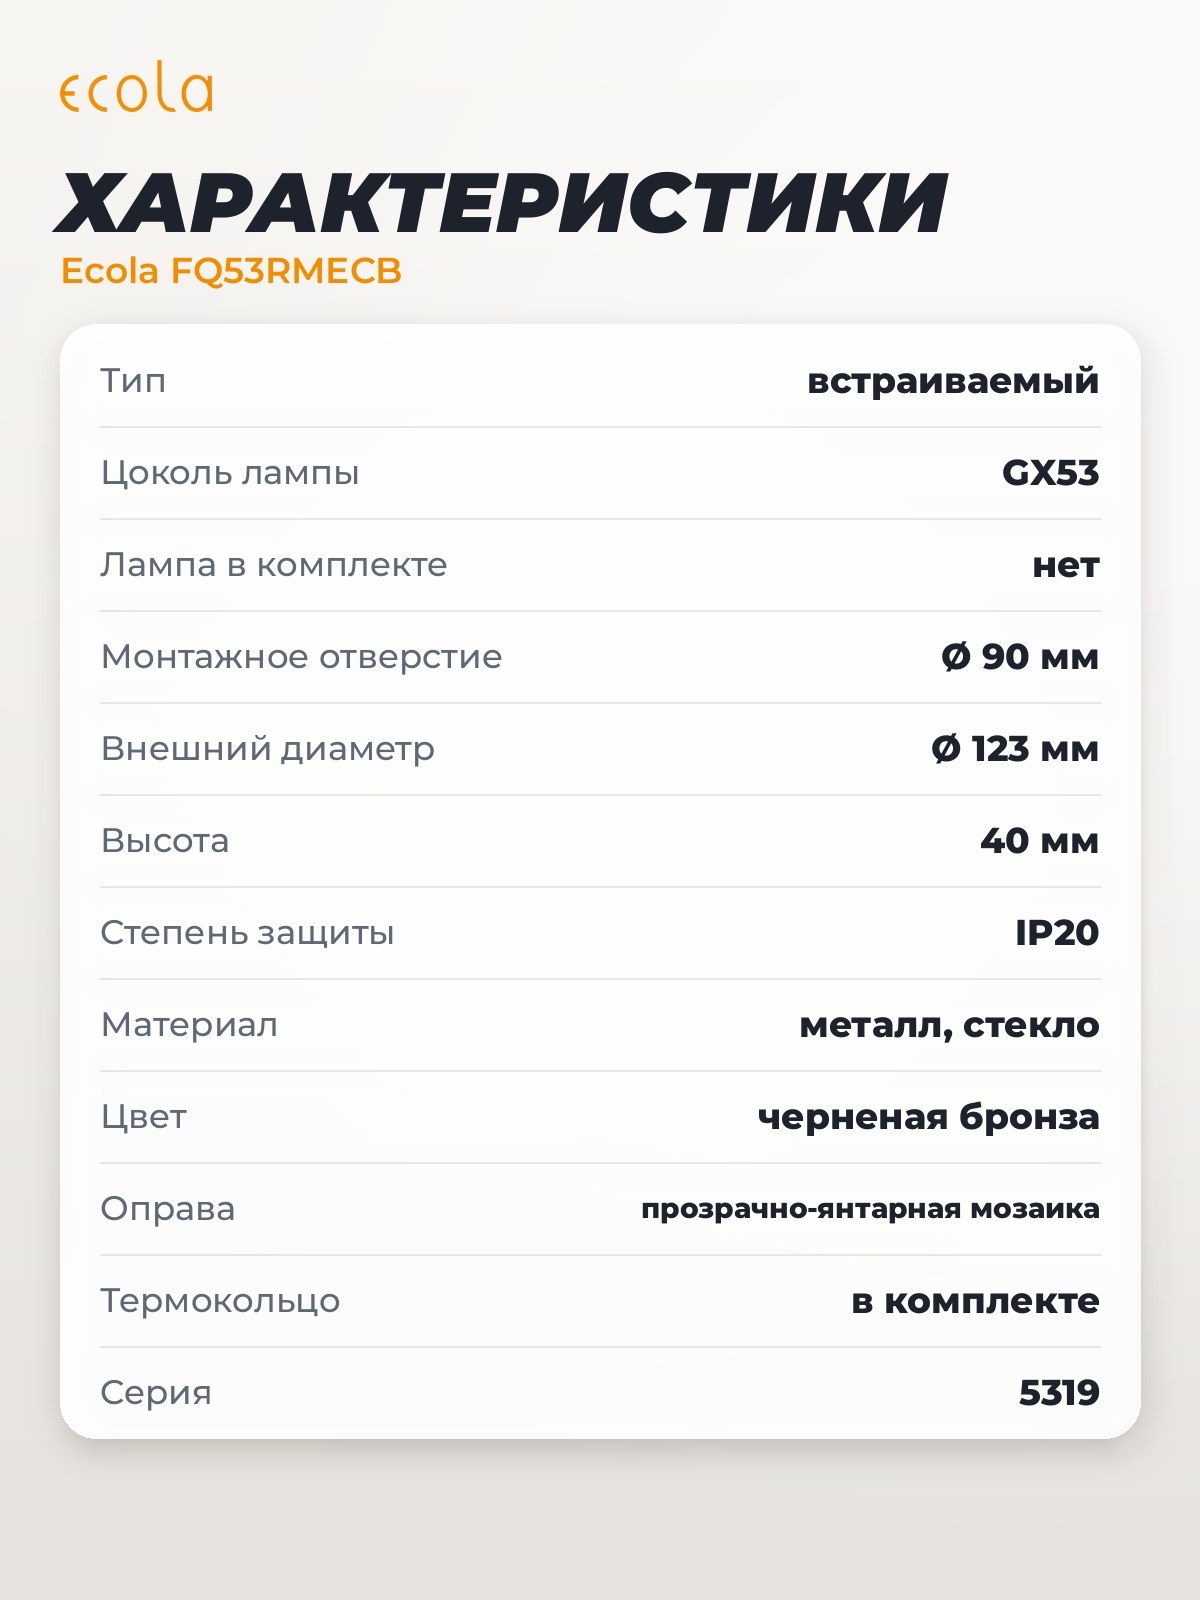 ecola
ХАРАКТЕРИСТИКИ
Ecola FQ53RMECB
Тип встраиваемый
Цоколь лампы GX53
Лампа в комплекте нет
Монтажное отверстие Ø 90 мм
Внешний диаметр Ø 123 мм
Высота 40 мм
Степень защиты IP20
Материал металл, стекло
Цвет черненая бронза
Оправа прозрачно-янтарная мозаика
Термокольцо в комплекте
Серия 5319